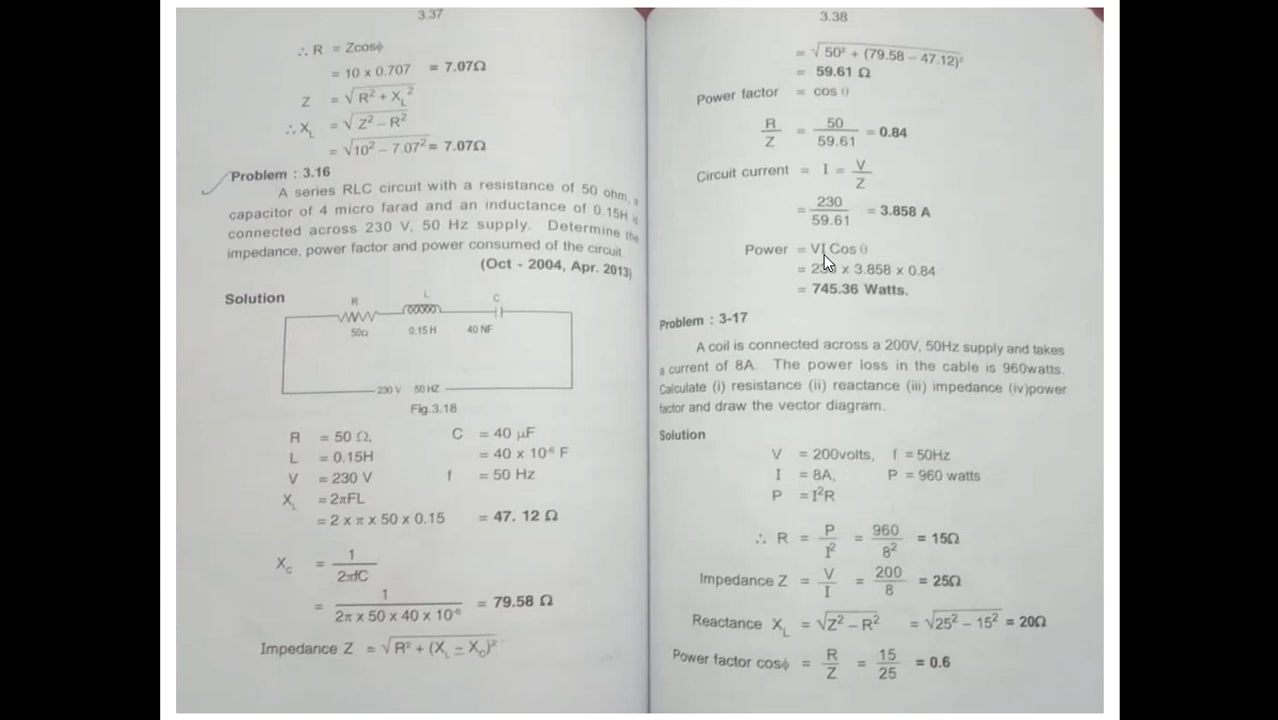 3.37
∴ R = Zcosϕ
= 10 x 0.707 = 7.07Ω
Z = √R² + X_L²
∴ X_L = √Z² – R²
= √10² – 7.07² = 7.07Ω
Problem : 3.16
A series RLC circuit with a resistance of 50 ohm, a
capacitor of 4 micro farad and an inductance of 0.15H is
connected across 230 V, 50 Hz supply. Determine the
impedance, power factor and power consumed of the circuit.
(Oct - 2004, Apr. 2013)
Solution
R L C
50Ω 0.15 H 40 NF
230 V 50 HZ
Fig.3.18
R = 50 Ω, C = 40 μF
L = 0.15H = 40 x 10⁻⁶ F
V = 230 V f = 50 Hz
X_L = 2πFL
= 2 x π x 50 x 0.15 = 47. 12 Ω
X_C = 1/2πfC
= 1/2π x 50 x 40 x 10⁻⁶ = 79.58 Ω
Impedance Z = √R² + (X_L – X_C)²
3.38
= √50² + (79.58 – 47.12)²
= 59.61 Ω
Power factor = cos θ
R/Z = 50/59.61 = 0.84
Circuit current = I = V/Z
= 230/59.61 = 3.858 A
Power = VI Cos θ
= 230 x 3.858 x 0.84
= 745.36 Watts.
Problem : 3-17
A coil is connected across a 200V, 50Hz supply and takes
a current of 8A. The power loss in the cable is 960watts.
Calculate (i) resistance (ii) reactance (iii) impedance (iv)power
factor and draw the vector diagram.
Solution
V = 200volts, f = 50Hz
I = 8A, P = 960 watts
P = I²R
∴ R = P/I² = 960/8² = 15Ω
Impedance Z = V/I = 200/8 = 25Ω
Reactance X_L = √Z² – R² = √25² – 15² = 20Ω
Power factor cosϕ = R/Z = 15/25 = 0.6